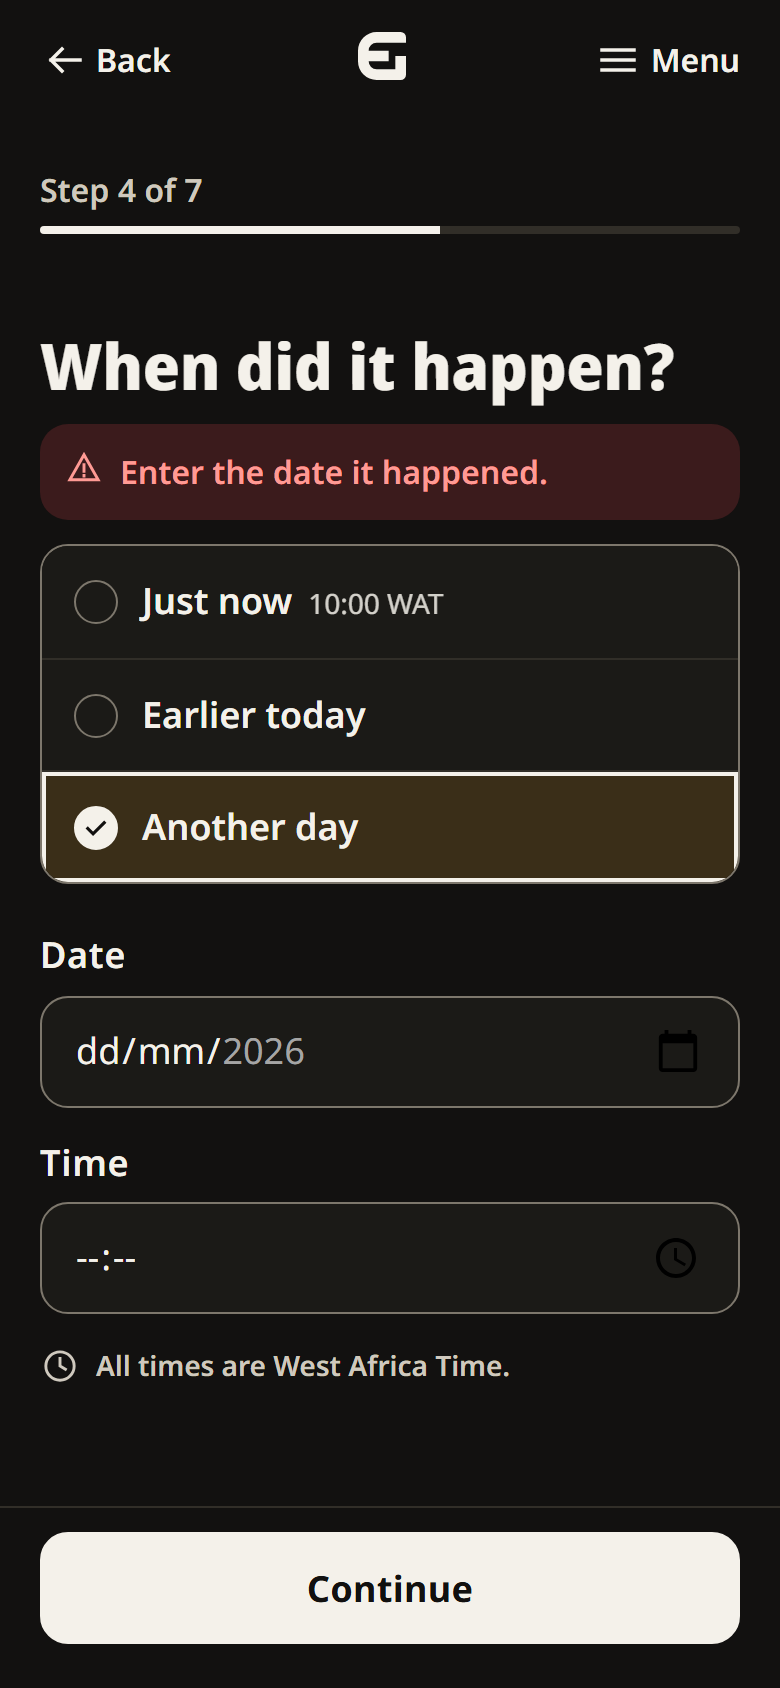 Back
Menu
Step 4 of 7
When did it happen?
Enter the date it happened.
Just now 10:00 WAT
Earlier today
Another day
Date
dd/mm/2026
Time
--:--
All times are West Africa Time.
Continue